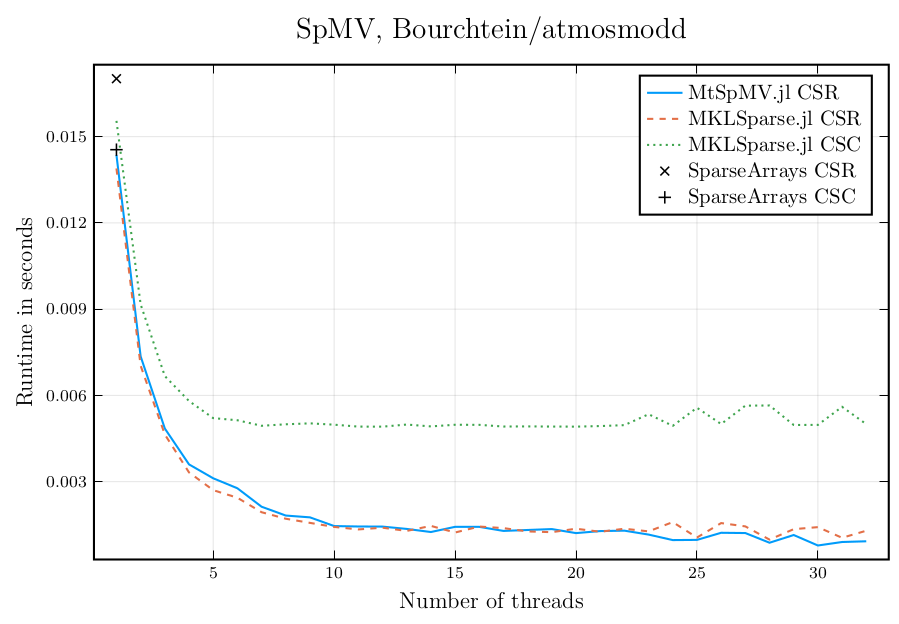 SpMV, Bourchtein/atmosmodd
MtSpMV.jl CSR
MKLSparse.jl CSR
MKLSparse.jl CSC
SparseArrays CSR
SparseArrays CSC
Runtime in seconds
0.015
0.012
0.009
0.006
0.003
5 10 15 20 25 30
Number of threads